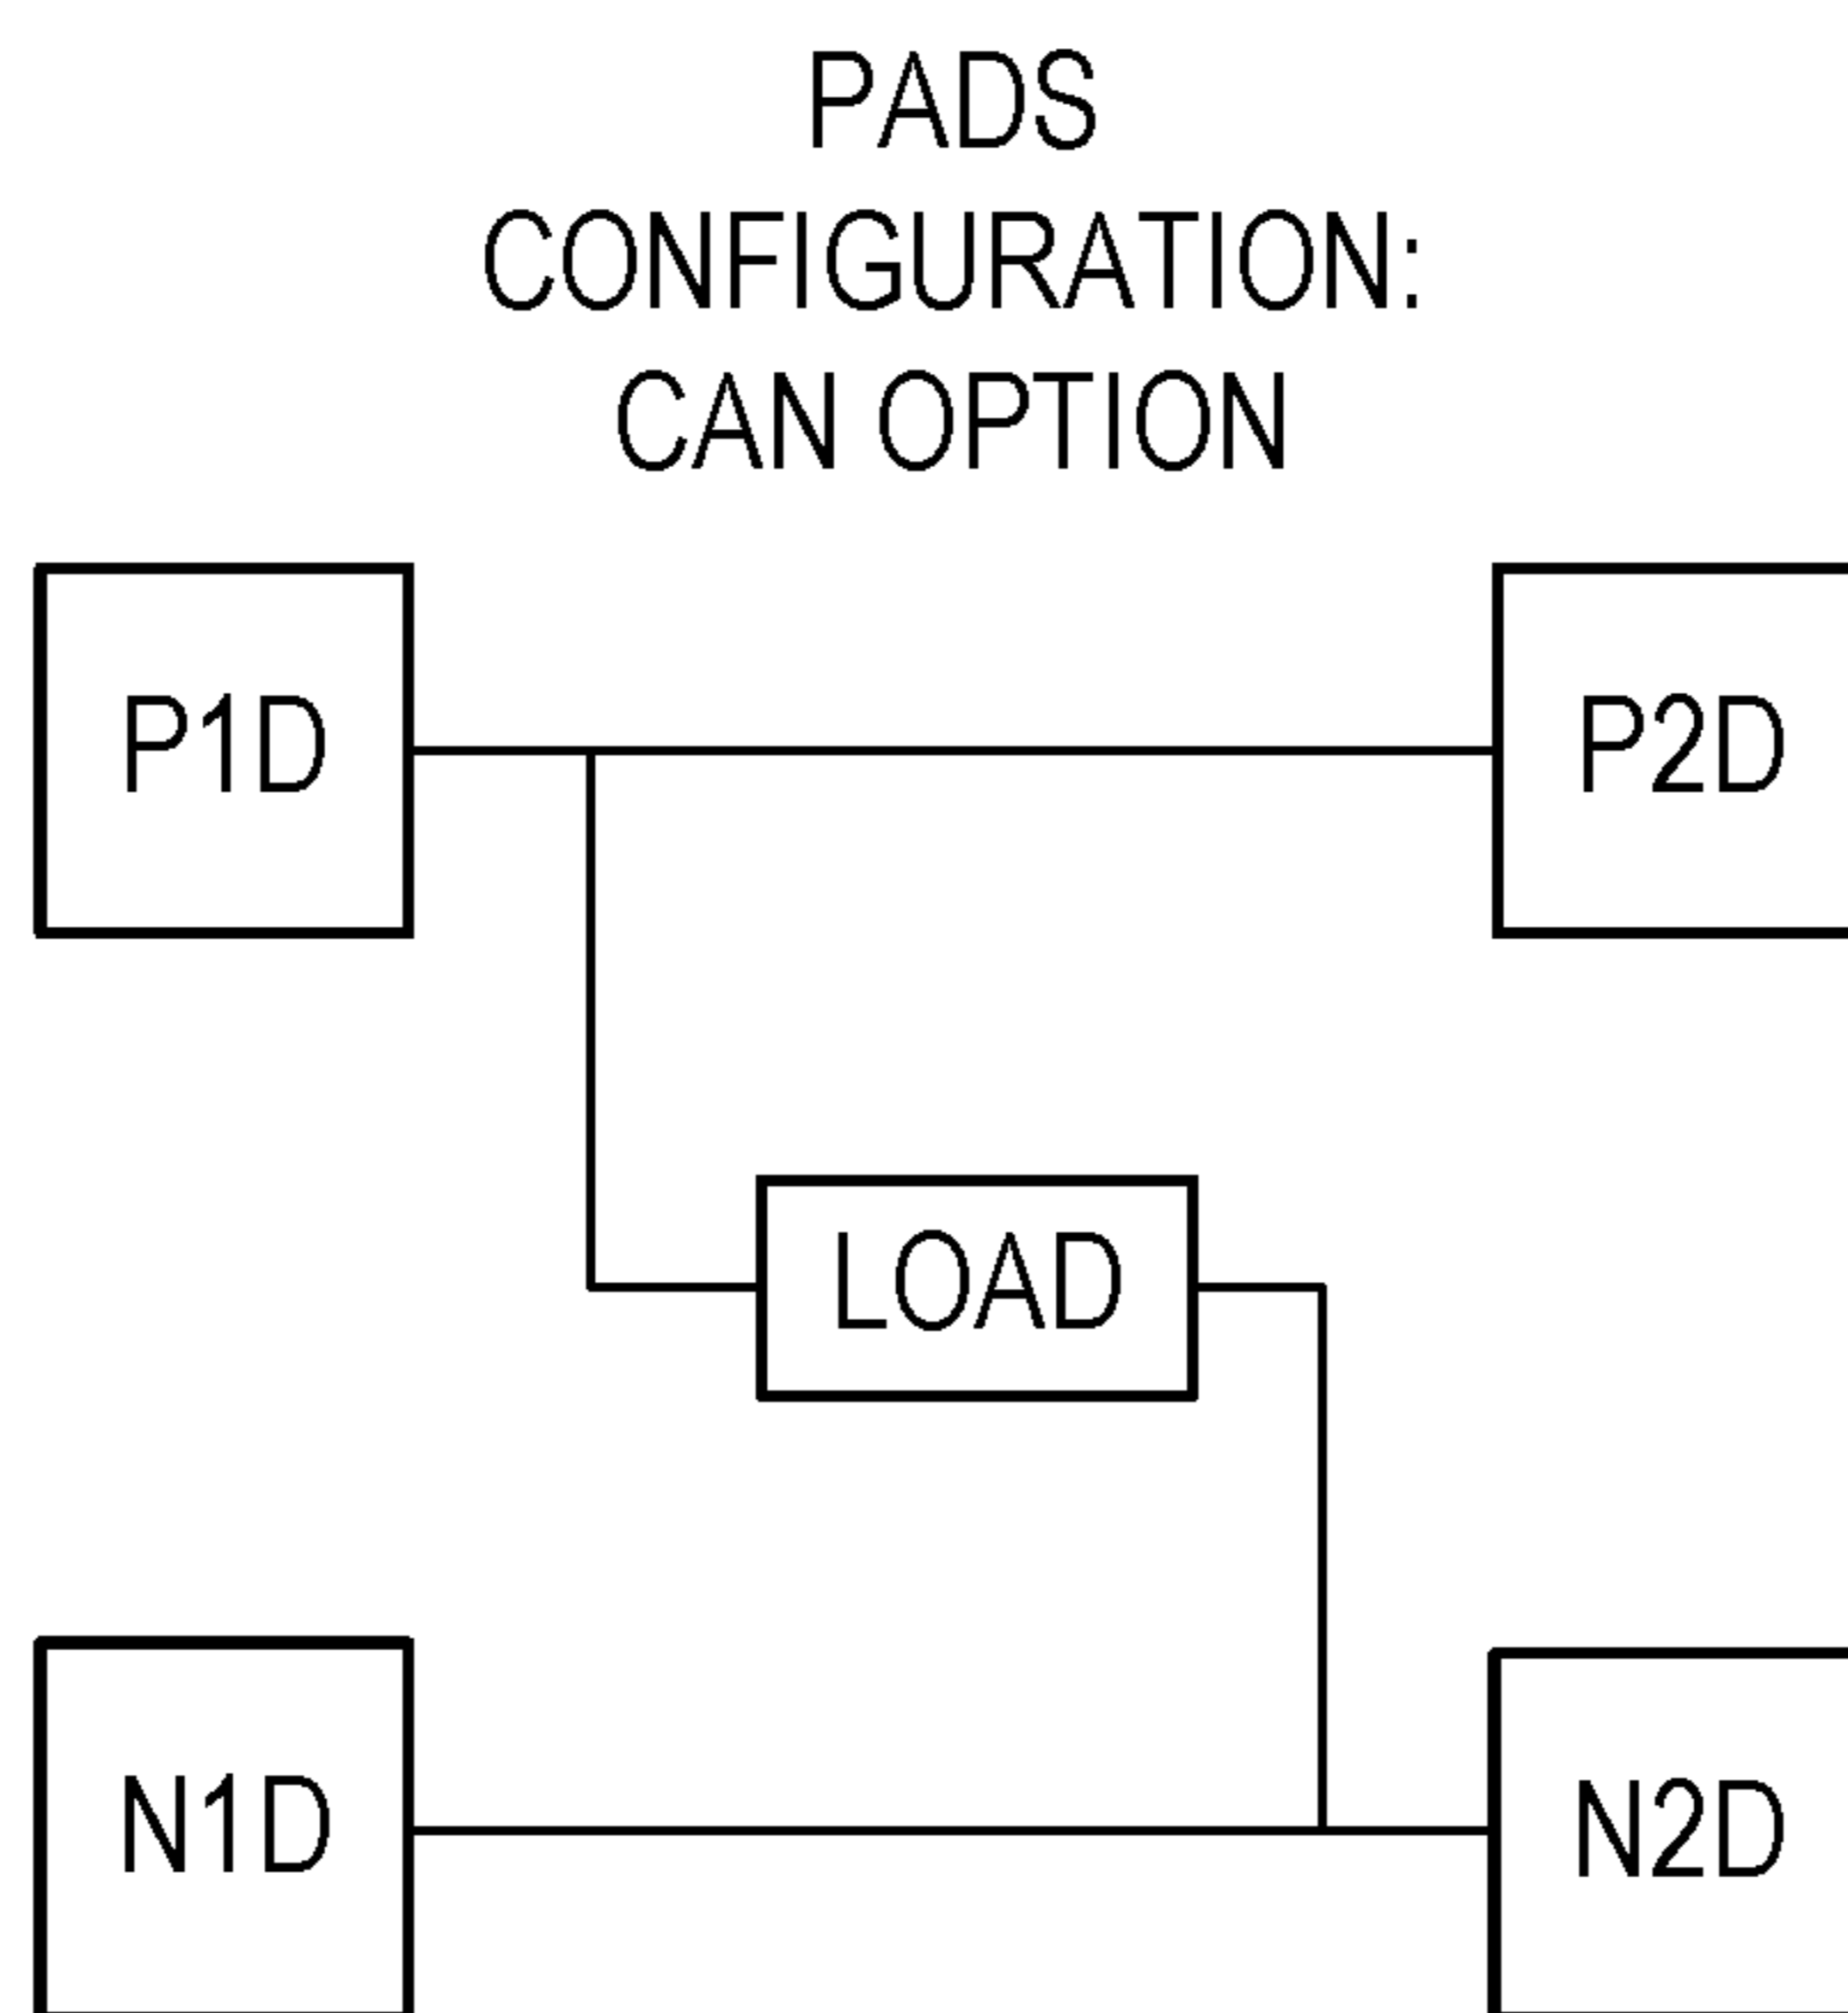 PADS
CONFIGURATION:
CAN OPTION
P1D
P2D
LOAD
N1D
N2D